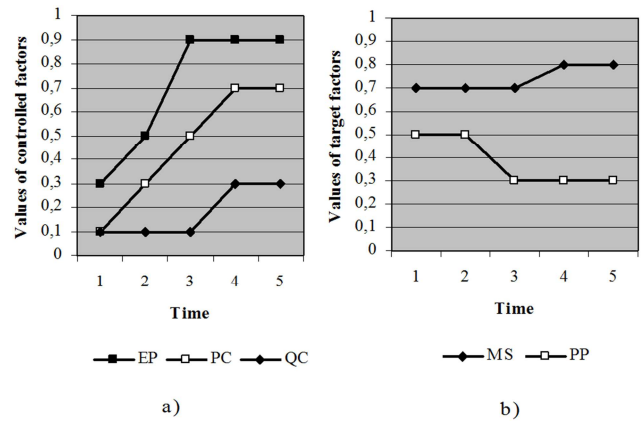 Values of controlled factors
1
0,9
0,8
0,7
0,6
0,5
0,4
0,3
0,2
0,1
0
1 2 3 4 5
Time
EP PC QC
a)
Values of target factors
1
0,9
0,8
0,7
0,6
0,5
0,4
0,3
0,2
0,1
0
1 2 3 4 5
Time
MS PP
b)